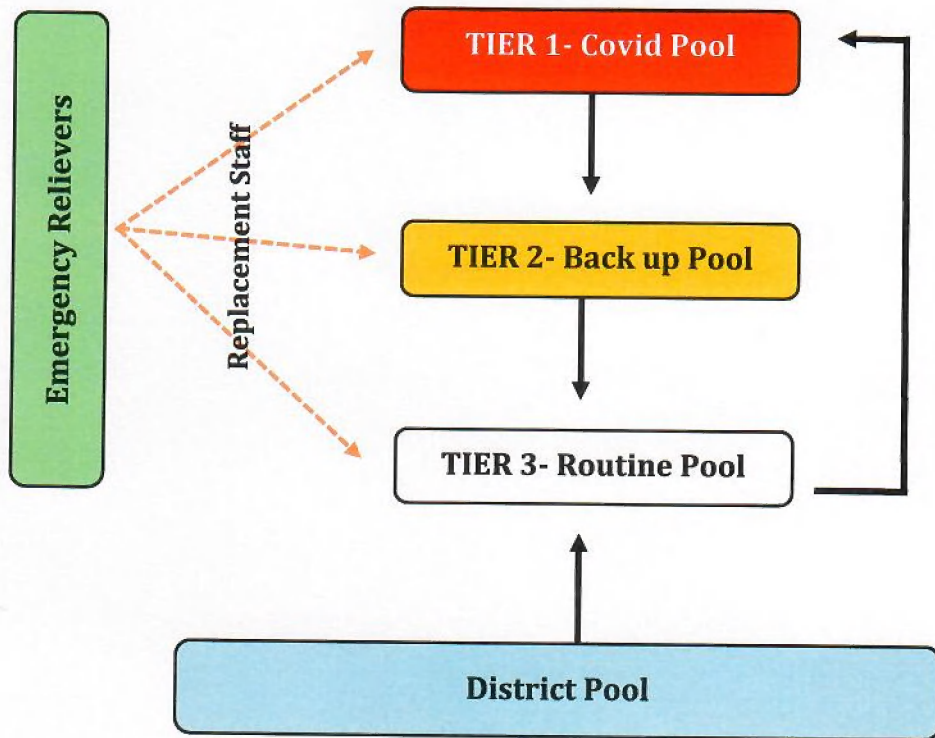 TIER 1- Covid Pool
Emergency Relievers
Replacement Staff
TIER 2- Back up Pool
TIER 3- Routine Pool
District Pool